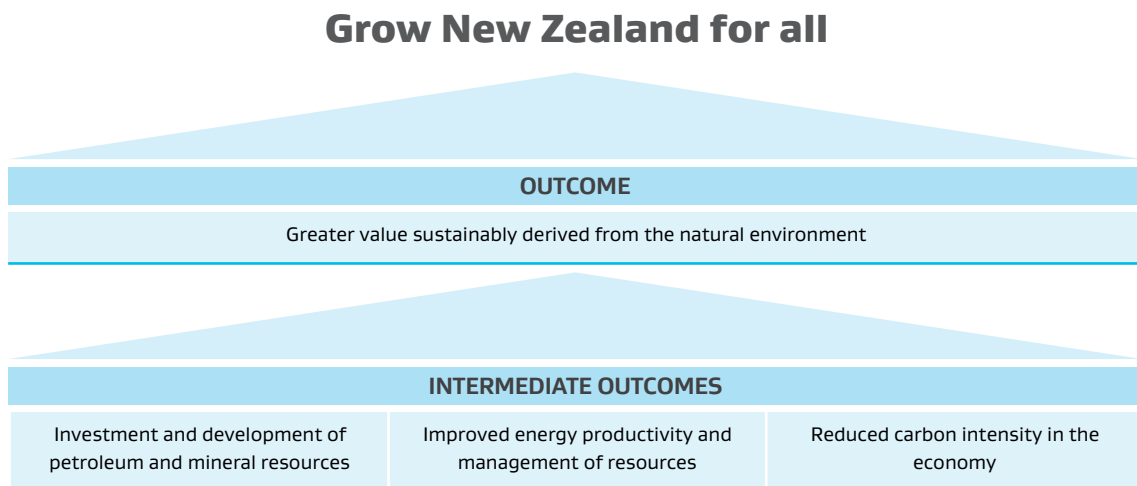 Grow New Zealand for all
OUTCOME
Greater value sustainably derived from the natural environment
INTERMEDIATE OUTCOMES
Investment and development of
petroleum and mineral resources
Improved energy productivity and
management of resources
Reduced carbon intensity in the
economy